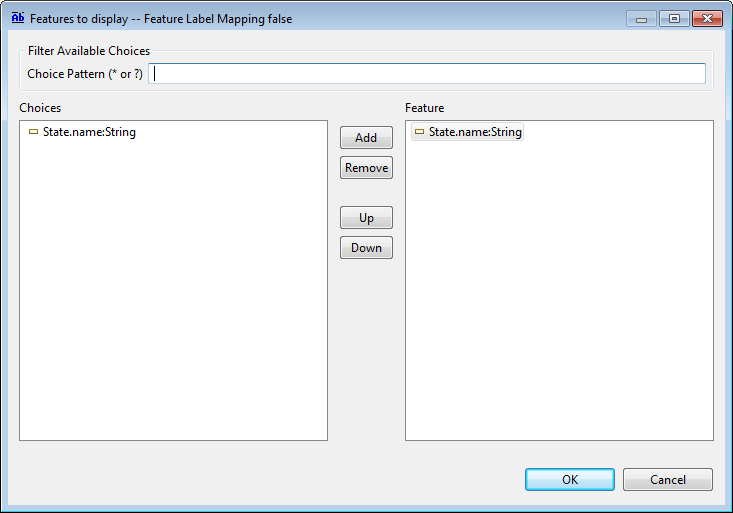 Features to display -- Feature Label Mapping false
Filter Available Choices
Choice Pattern (* or ?)
Choices
Feature
State.name:String
State.name:String
Add
Remove
Up
Down
OK
Cancel